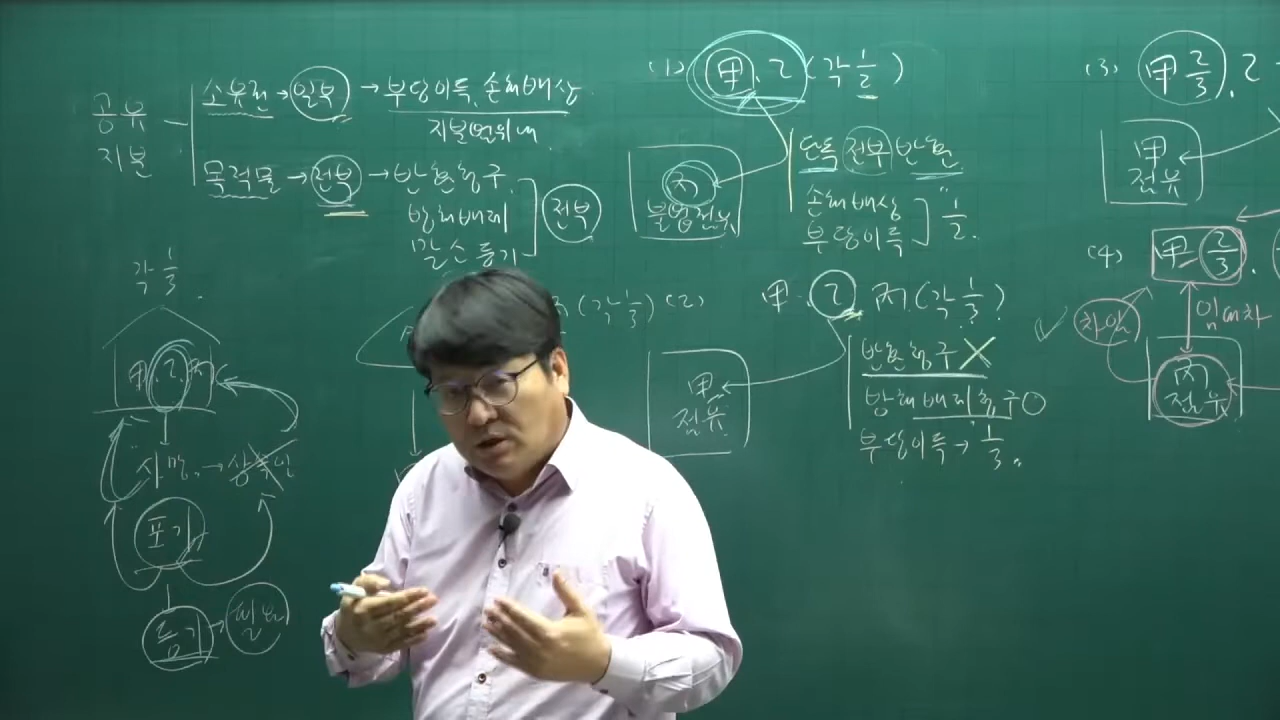 공유
지분
소유권 → 일부 → 부당이득, 손해배상
지분범위내
목적물 → 전부 → 반환청구
방해배제
말소등기
전부
각 1/3
甲 乙 丙
사망 → 상속인
포기
등기 → 필요
(1) 甲, 乙 (각 1/2)
丙
불법점유
단독 전부 반환
손해배상
부당이득
1/2
(각 1/3) (2)
甲 乙 丙 (각 1/3)
甲
점유
반환청구 X
방해배제청구 O
부당이득 → 1/3
(3) 甲 2/3, 乙
甲
점유
(4) 甲 2/3,
차임
임대차
丙
점유